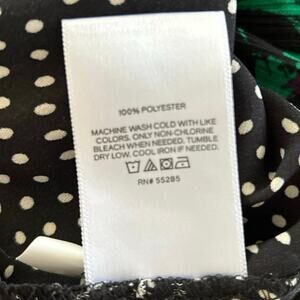 100% POLYESTER
MACHINE WASH COLD WITH LIKE
COLORS. ONLY NON-CHLORINE
BLEACH WHEN NEEDED. TUMBLE
DRY LOW. COOL IRON IF NEEDED.
RN# 55285